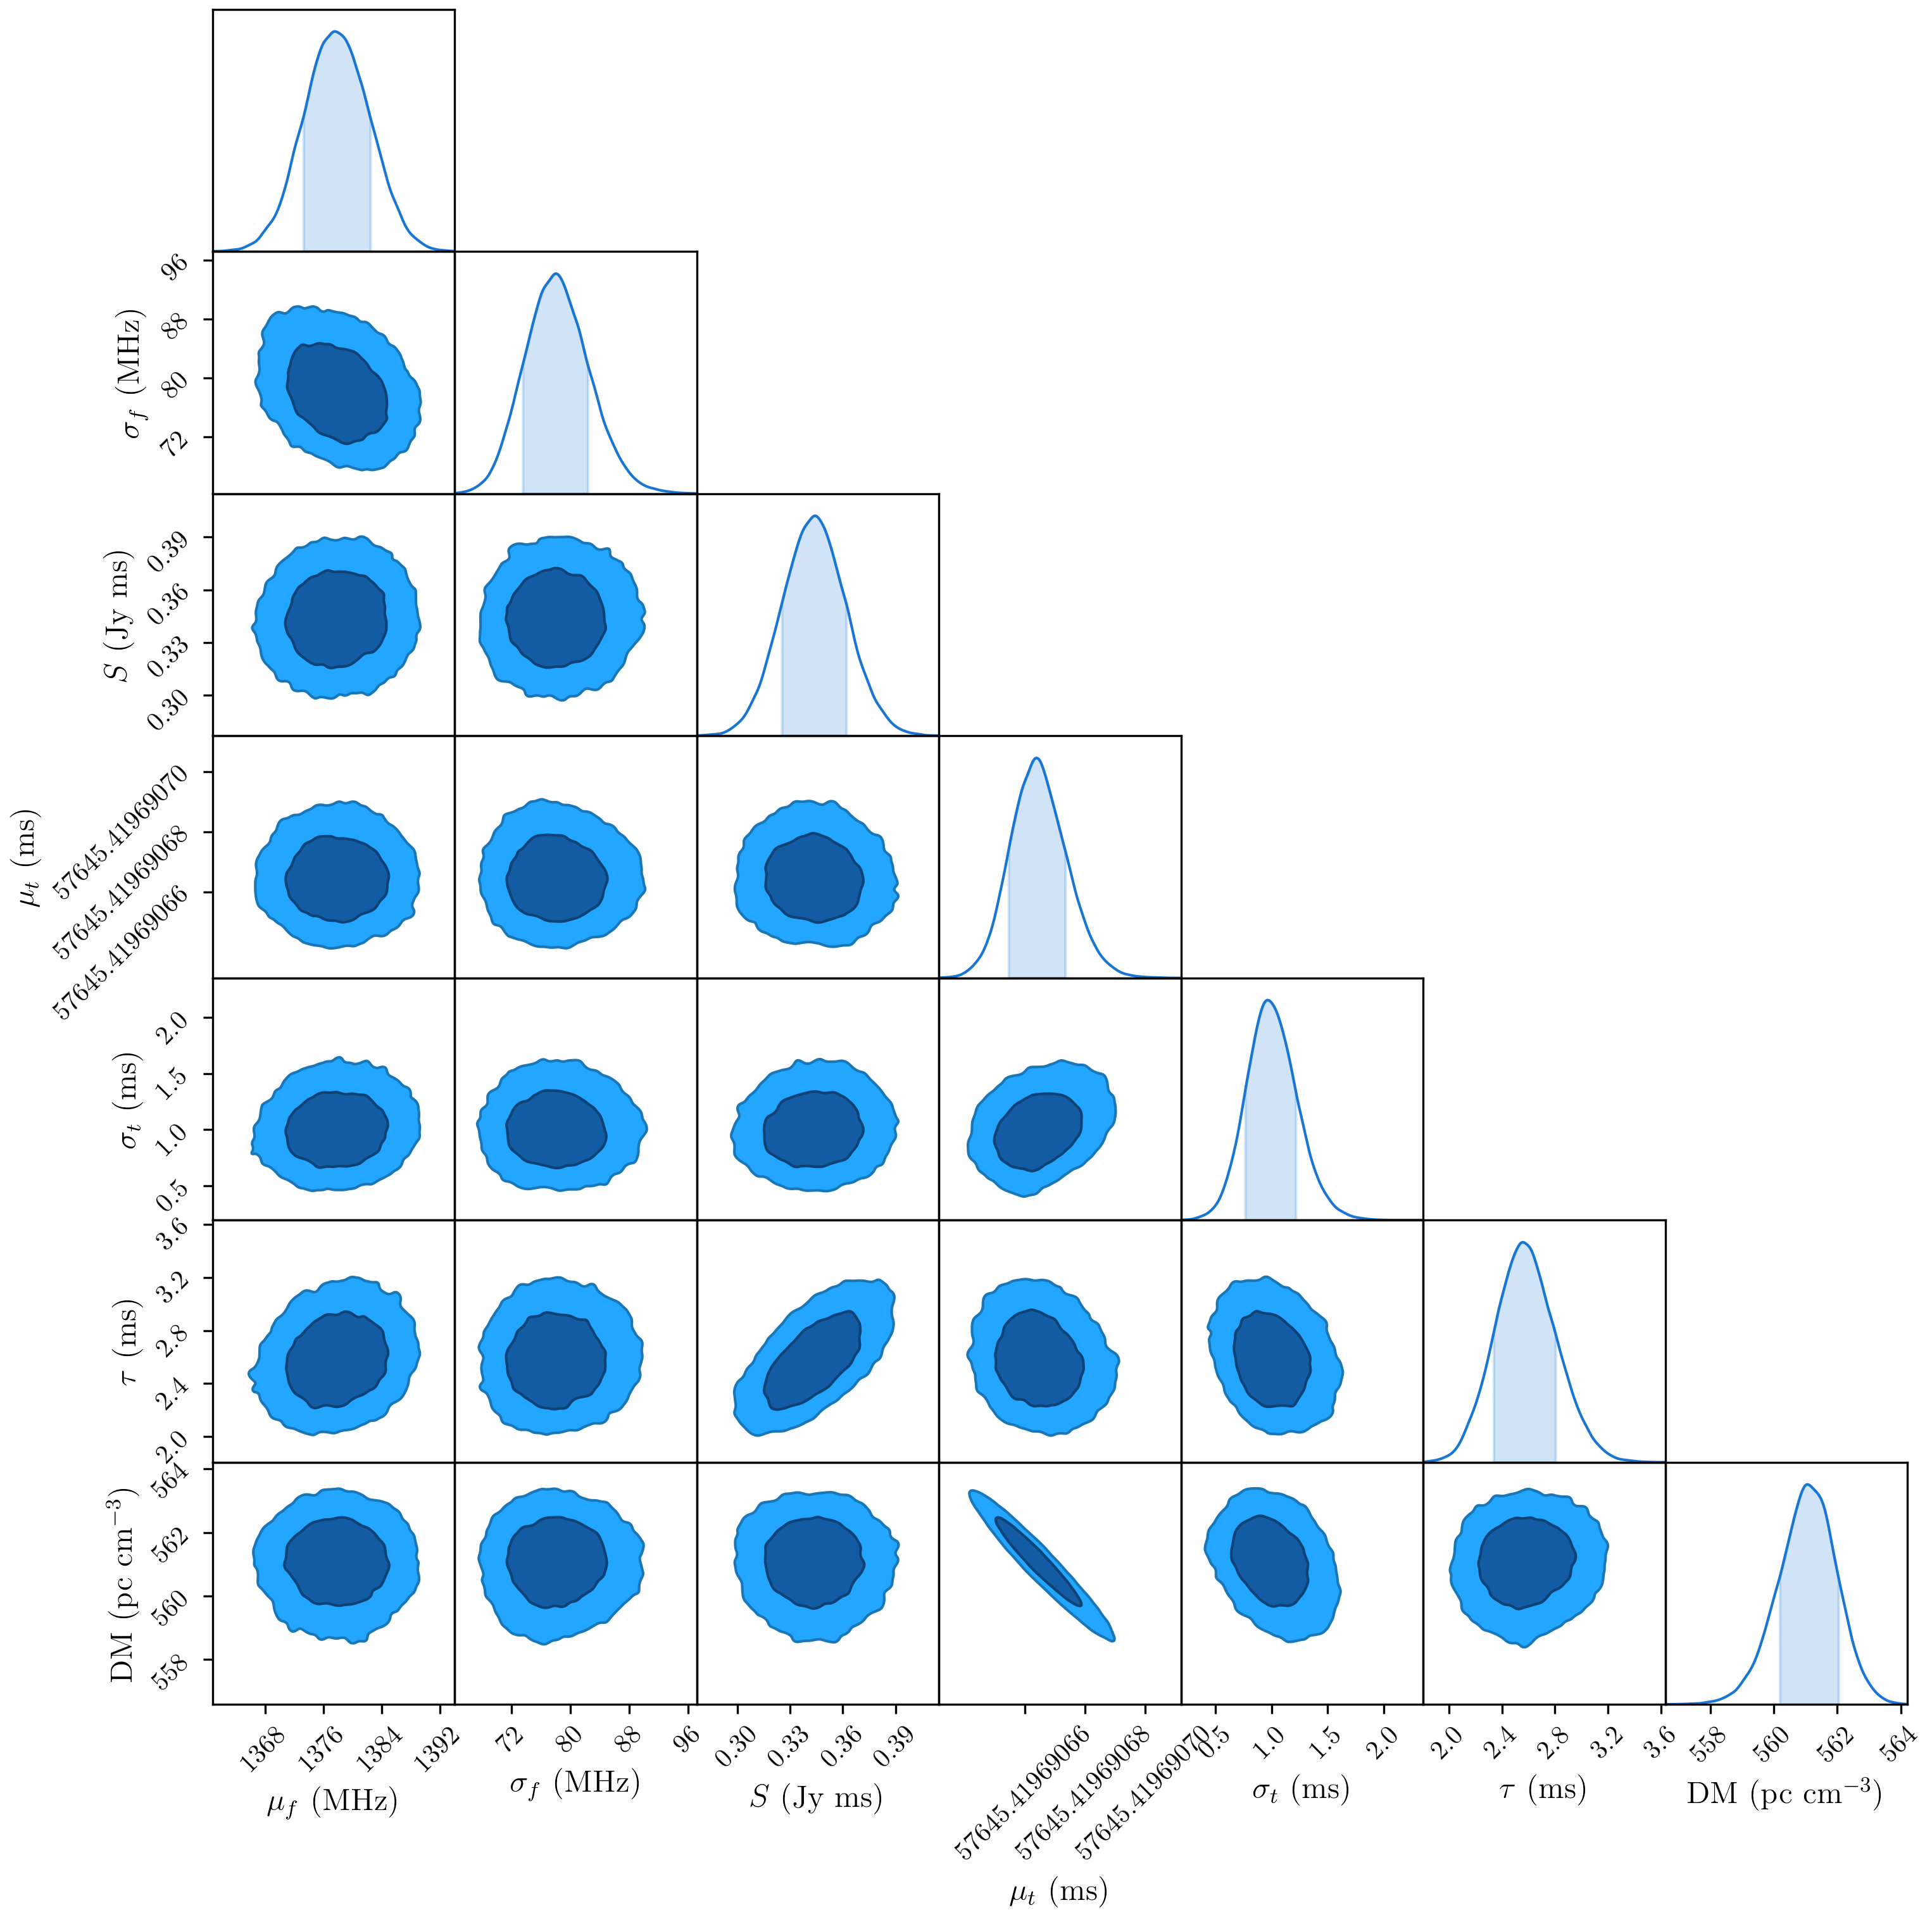 96
88
80
72
σf (MHz)
0.39
0.36
0.33
0.30
S (Jy ms)
57645.41969070
57645.41969068
57645.41969066
μt (ms)
2.0
1.5
1.0
0.5
σt (ms)
3.6
3.2
2.8
2.4
2.0
τ (ms)
564
562
560
558
DM (pc cm⁻³)
1368 1376 1384 1392
μf (MHz)
72 80 88 96
σf (MHz)
0.30 0.33 0.36 0.39
S (Jy ms)
57645.41969066 57645.41969068 57645.41969070
μt (ms)
0.5 1.0 1.5 2.0
σt (ms)
2.0 2.4 2.8 3.2 3.6
τ (ms)
558 560 562 564
DM (pc cm⁻³)